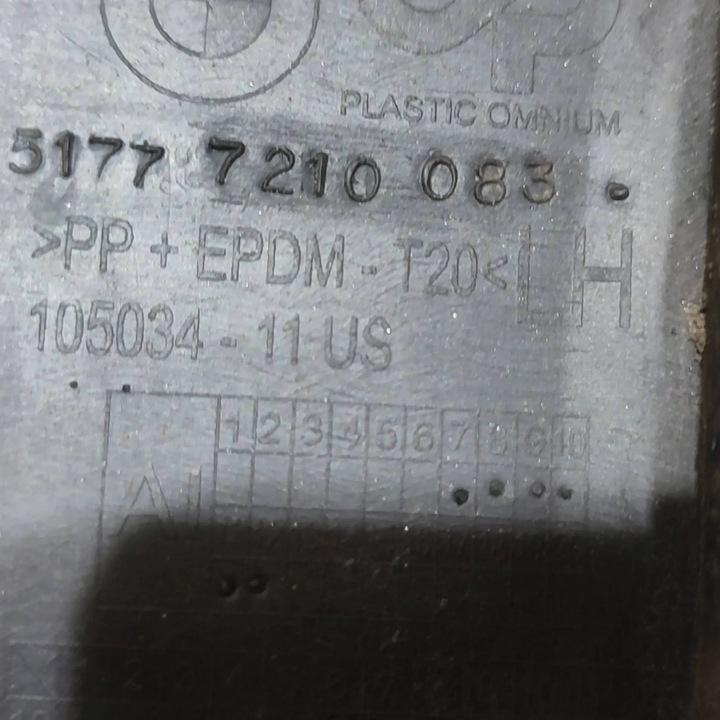 PLASTIC OMNIUM
5177 7210 083.
>PP + EPDM - T20< LH
105034 - 11 US
1 2 3 4 5 6 7 8 9 10
AI